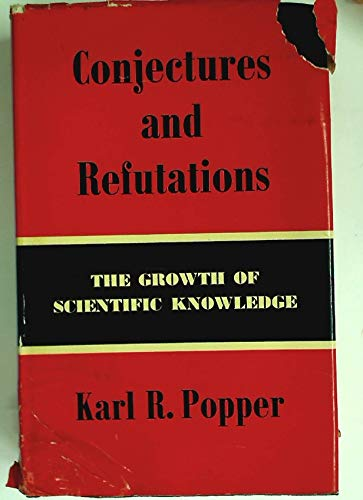 Conjectures
and
Refutations
THE GROWTH OF
SCIENTIFIC KNOWLEDGE
Karl R. Popper